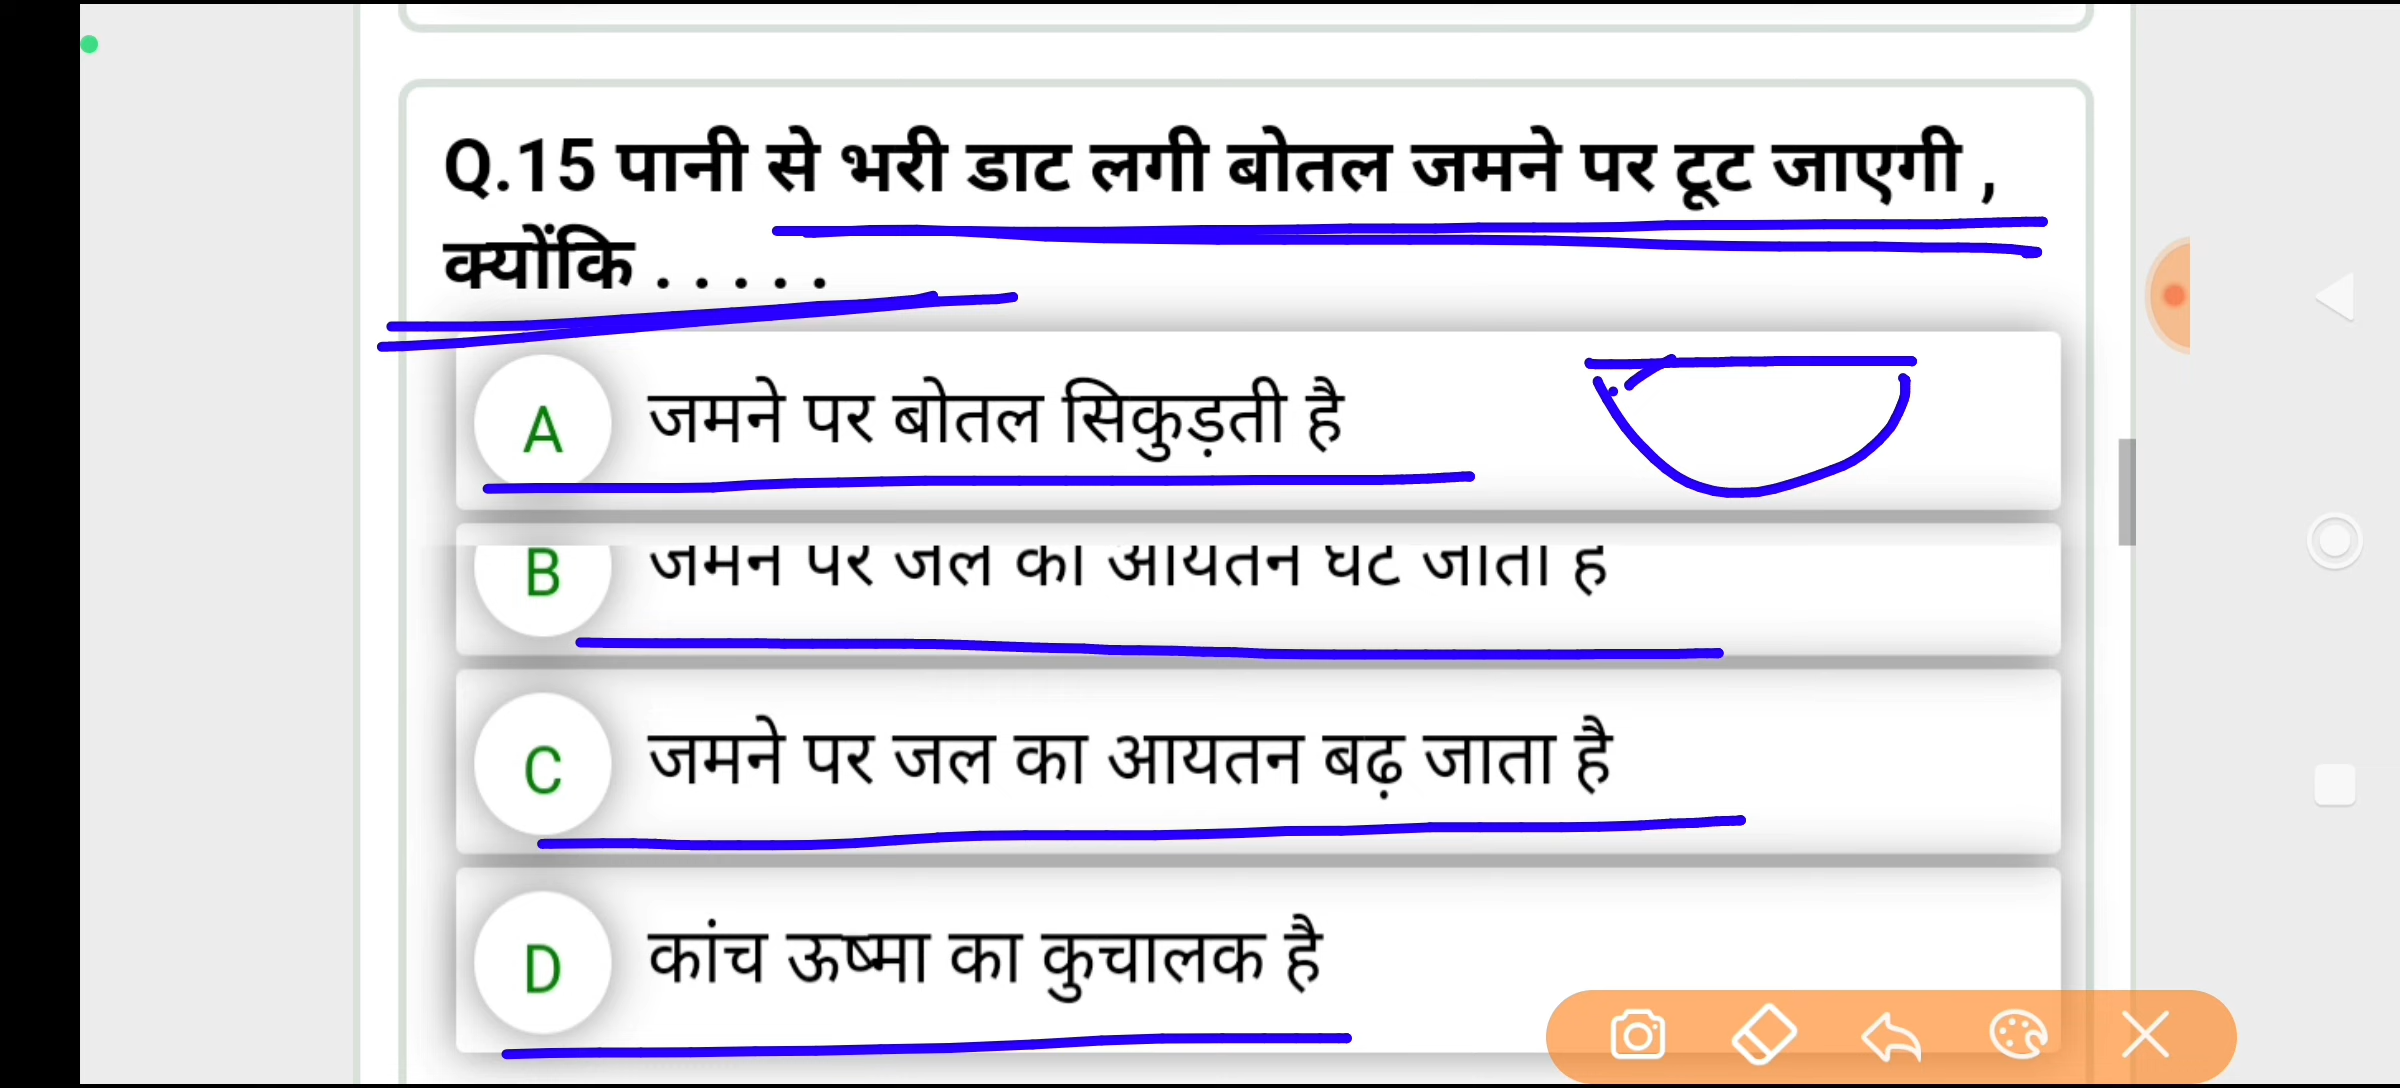 Q.15 पानी से भरी डाट लगी बोतल जमने पर टूट जाएगी ,
क्योंकि . . . . .
A जमने पर बोतल सिकुड़ती है
B जमने पर जल का आयतन घट जाता है
C जमने पर जल का आयतन बढ़ जाता है
D कांच ऊष्मा का कुचालक है